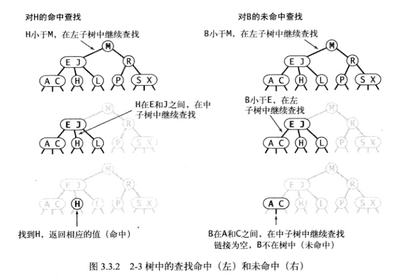 对H的命中查找
H小于M，在左子树中继续查找
M
E J
R
A C
H
L
P
S X
H在E和J之间，在中
子树中继续查找
E J
A C
H
L
M
R
P
S X
找到H，返回相应的值（命中）
H
M
E J
R
A C
L
P
S X
对B的未命中查找
B小于M，在左子树中继续查找
M
E J
R
A C
H
L
P
S X
B小于E，在左
子树中继续查找
E J
A C
H
L
M
R
P
S X
A C
M
E J
R
H
L
P
S X
B在A和C之间，在中子树中继续查找
链接为空，B不在树中（未命中）
图 3.3.2 2-3 树中的查找命中（左）和未命中（右）